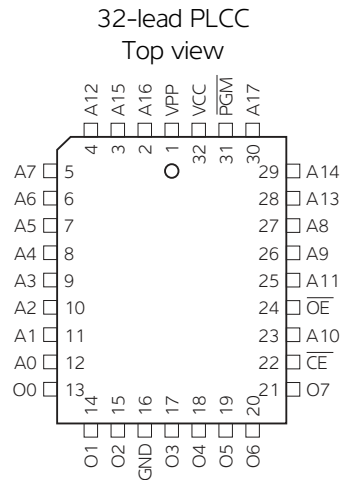 32-lead PLCC
Top view
A12 A15 A16 VPP VCC PGM A17
4 3 2 1 32 31 30
A7 5 29 A14
A6 6 28 A13
A5 7 27 A8
A4 8 26 A9
A3 9 25 A11
A2 10 24 OE
A1 11 23 A10
A0 12 22 CE
O0 13 21 O7
14 15 16 17 18 19 20
O1 O2 GND O3 O4 O5 O6